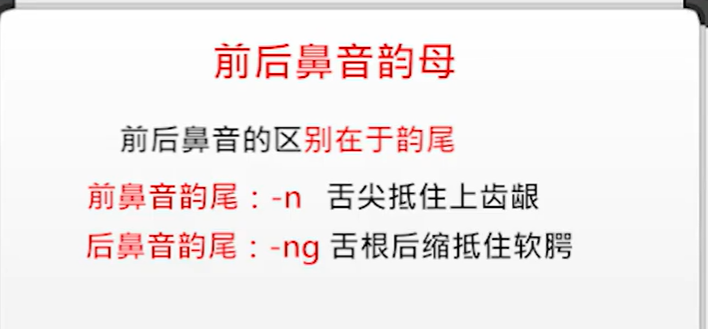 前后鼻音韵母
前后鼻音的区别在于韵尾
前鼻音韵尾：-n 舌尖抵住上齿龈
后鼻音韵尾：-ng 舌根后缩抵住软腭